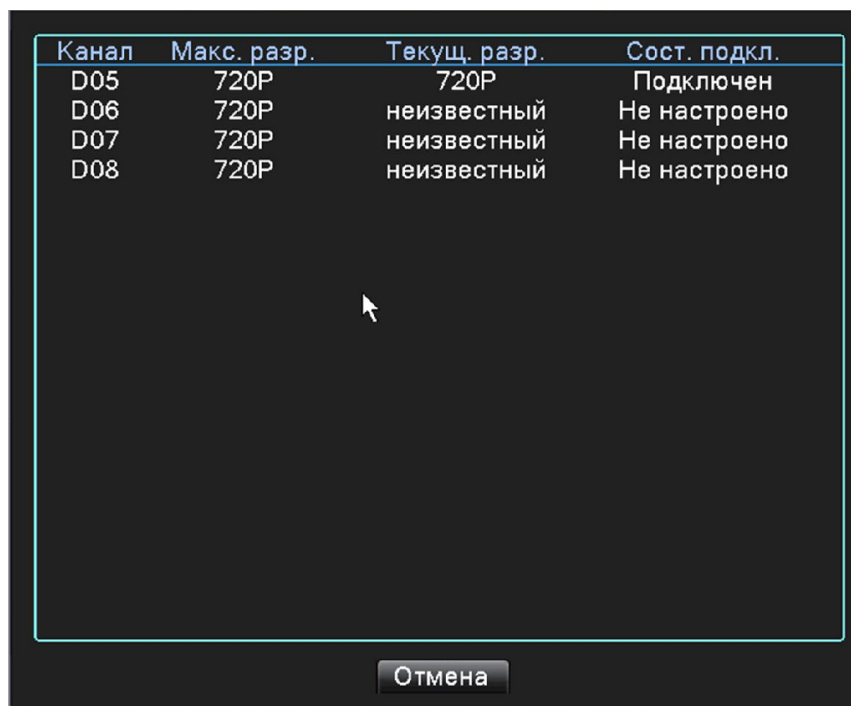 Канал Макс. разр. Текущ. разр. Сост. подкл.
D05 720P 720P Подключен
D06 720P неизвестный Не настроено
D07 720P неизвестный Не настроено
D08 720P неизвестный Не настроено
Отмена